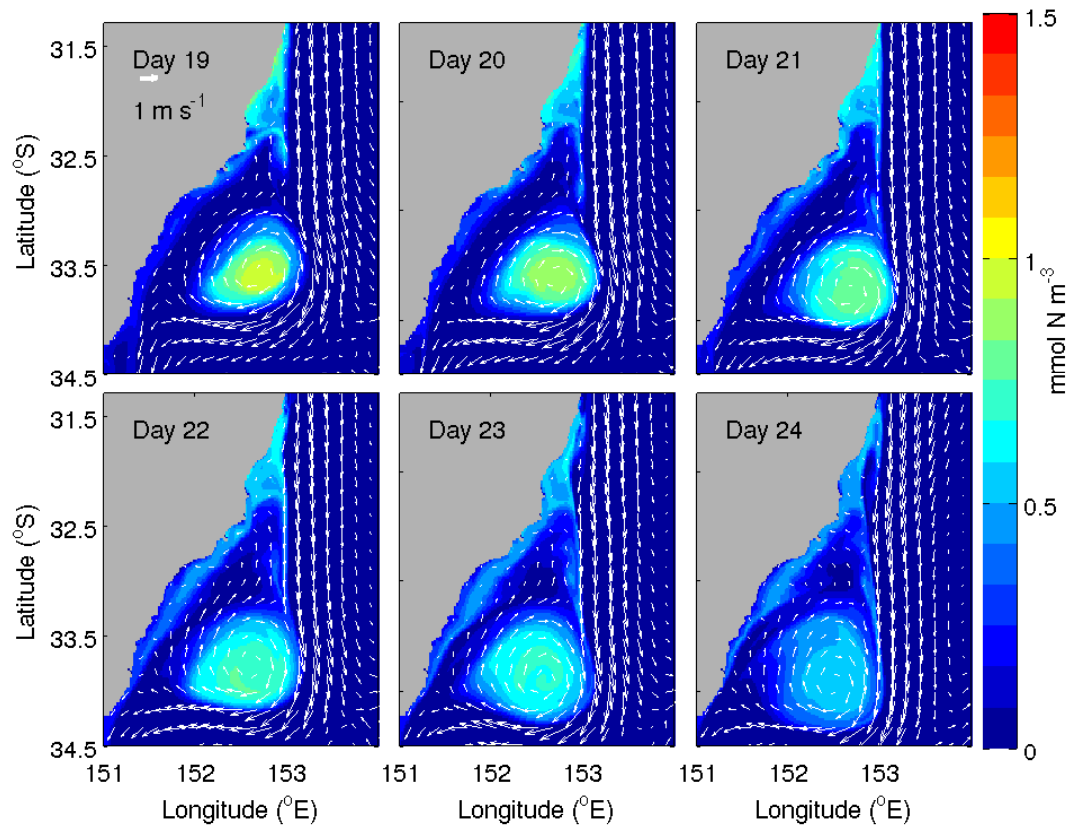 Day 19
1 m s⁻¹
Day 20
Day 21
31.5
32.5
33.5
34.5
Latitude (°S)
Day 22
Day 23
Day 24
31.5
32.5
33.5
34.5
Latitude (°S)
151 152 153
151 152 153
151 152 153
Longitude (°E)
Longitude (°E)
Longitude (°E)
1.5
1
0.5
0
mmol N m⁻³